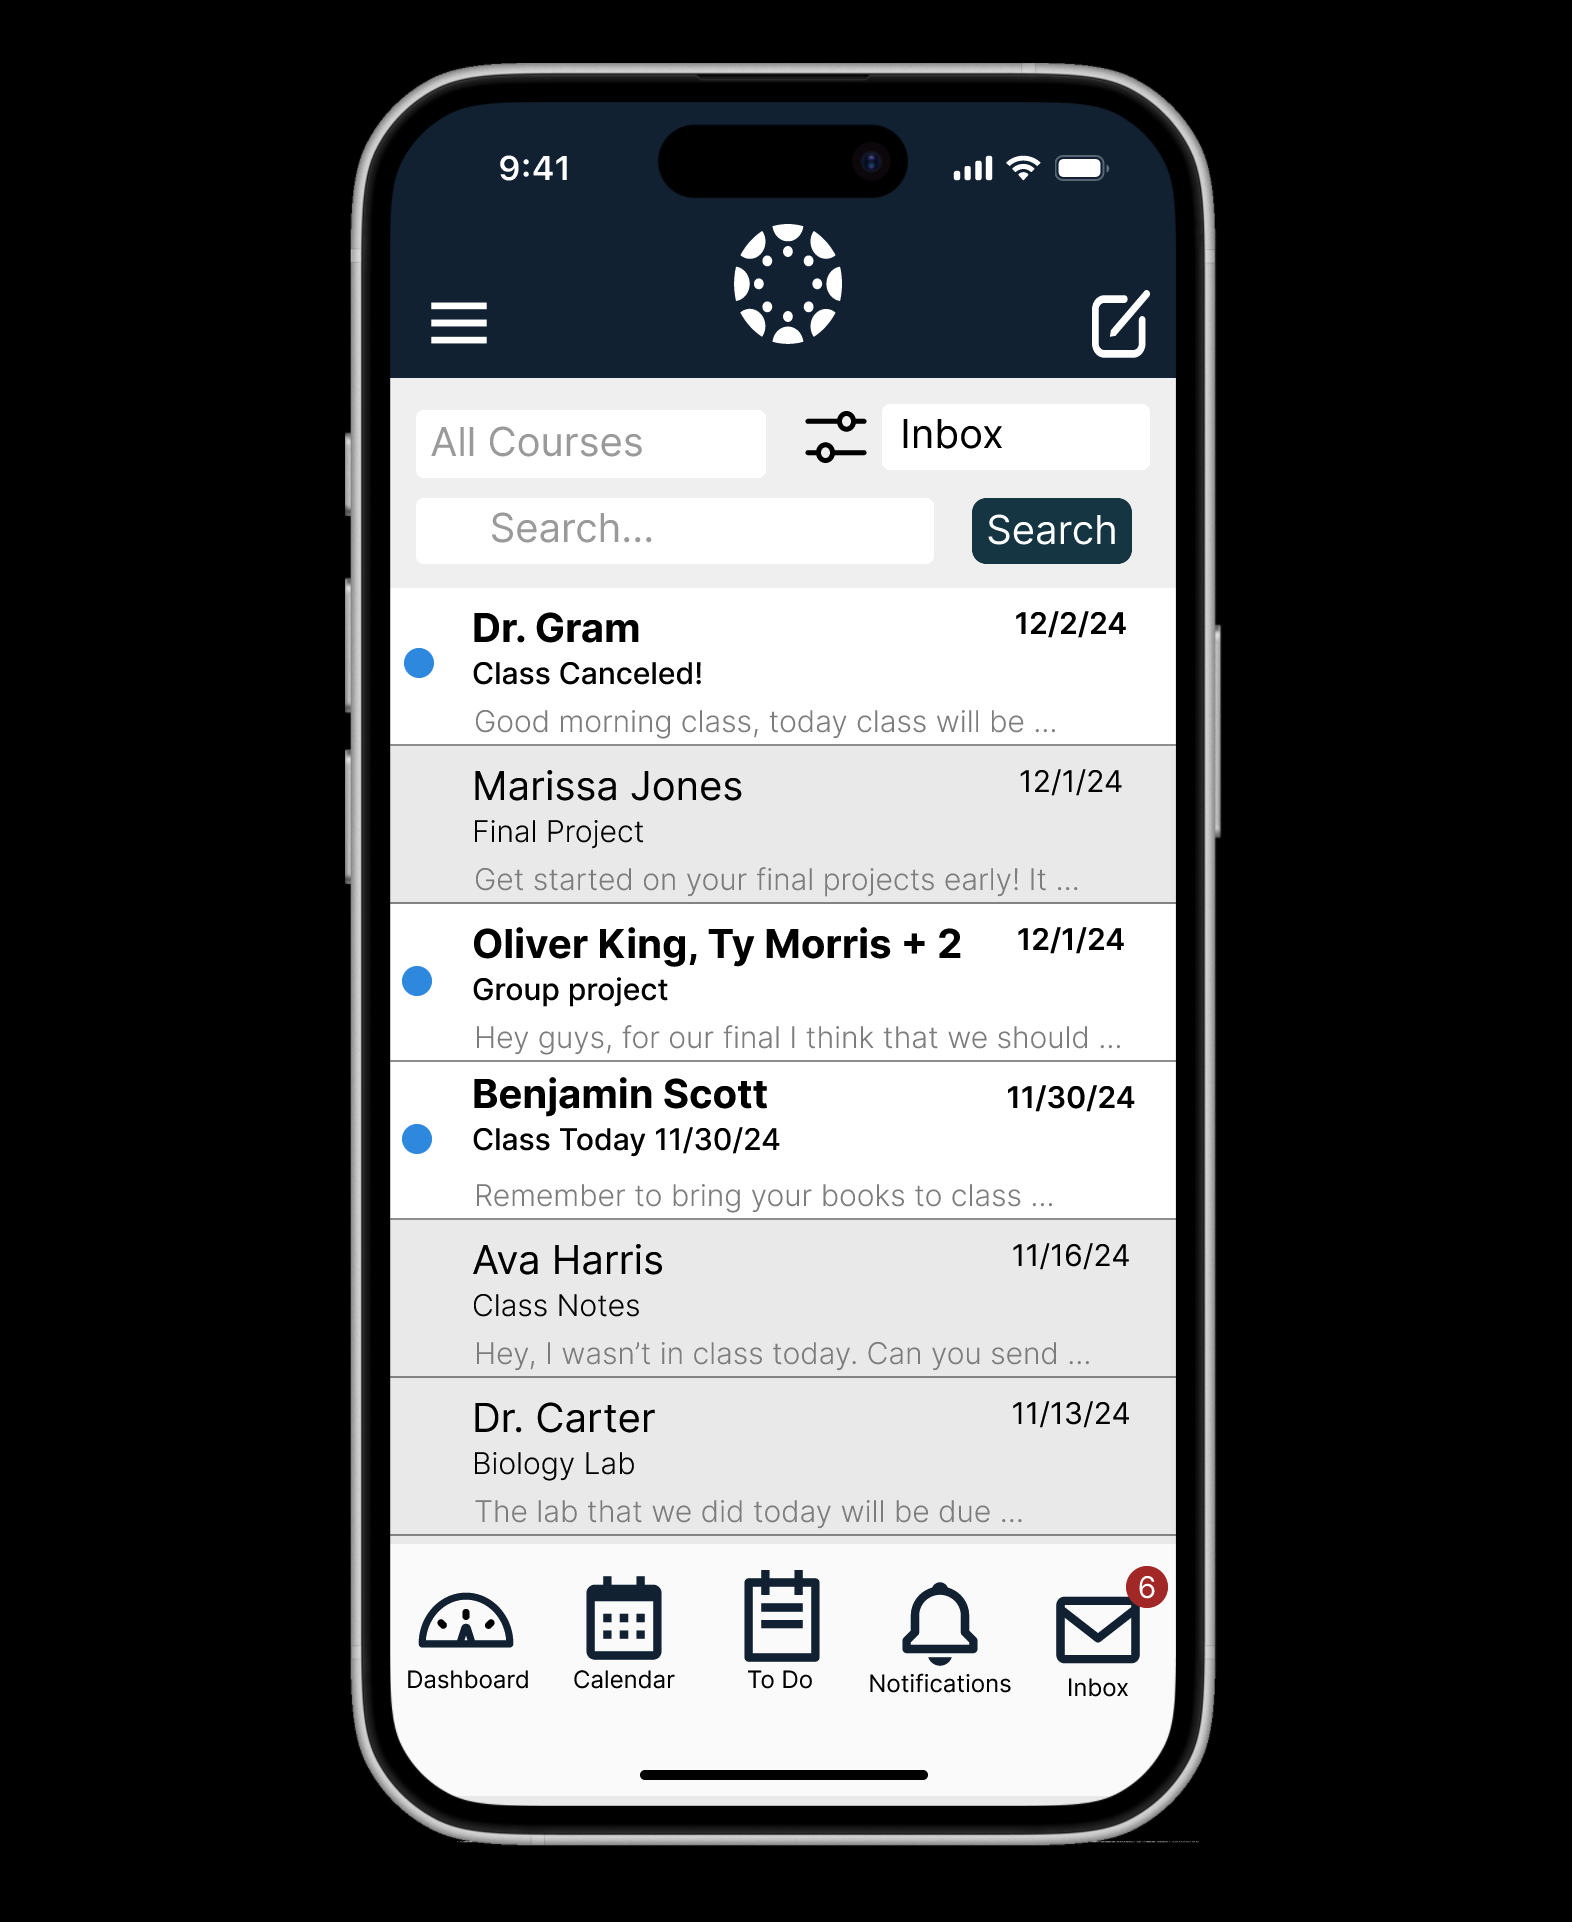 9:41
All Courses
Inbox
Search...
Search
Dr. Gram
12/2/24
Class Canceled!
Good morning class, today class will be ...
Marissa Jones
12/1/24
Final Project
Get started on your final projects early! It ...
Oliver King, Ty Morris + 2
12/1/24
Group project
Hey guys, for our final I think that we should ...
Benjamin Scott
11/30/24
Class Today 11/30/24
Remember to bring your books to class ...
Ava Harris
11/16/24
Class Notes
Hey, I wasn’t in class today. Can you send ...
Dr. Carter
11/13/24
Biology Lab
The lab that we did today will be due ...
6
Dashboard
Calendar
To Do
Notifications
Inbox